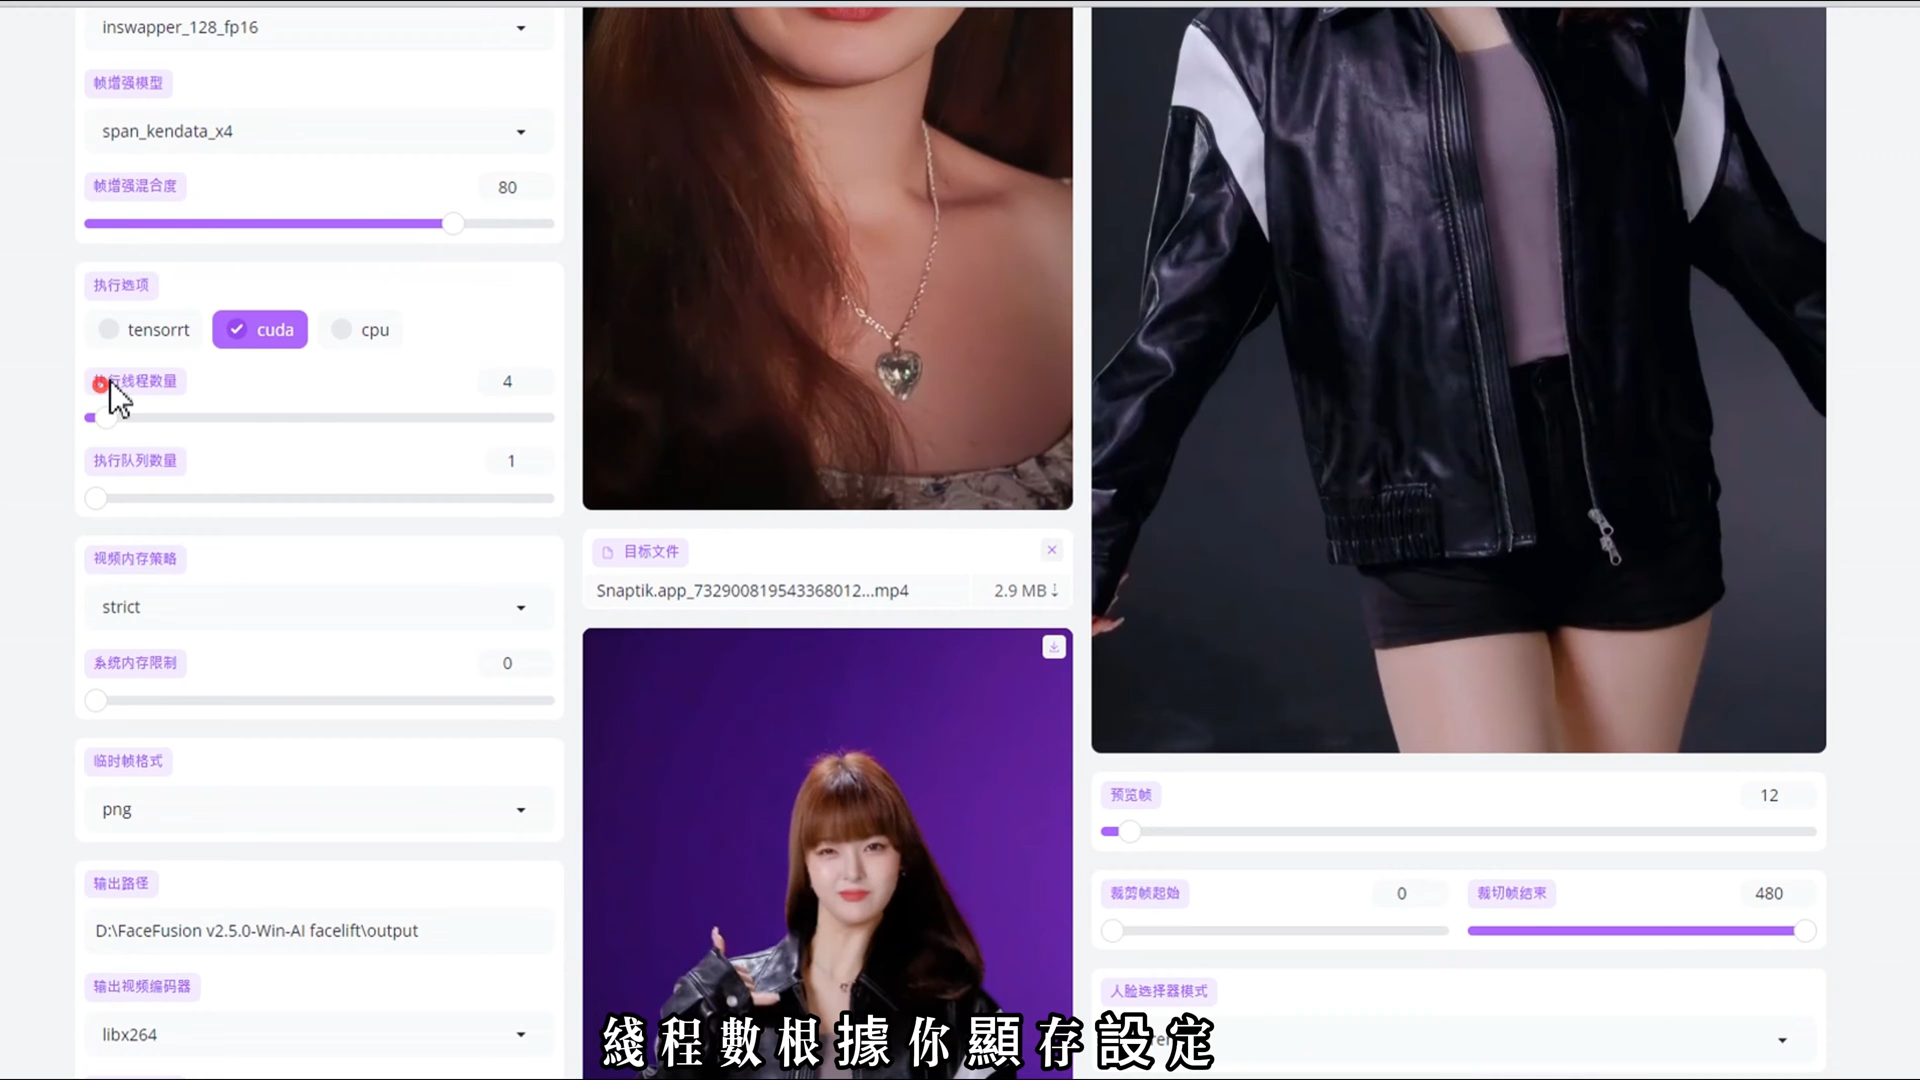 inswapper_128_fp16
帧增强模型
span_kendata_x4
帧增强混合度
80
执行选项
tensorrt
cuda
cpu
执行线程数量
4
执行队列数量
1
视频内存策略
strict
系统内存限制
0
临时帧格式
png
输出路径
D:\FaceFusion v2.5.0-Win-AI facelift\output
输出视频编码器
libx264
目标文件
Snaptik.app_732900819543368012...mp4
2.9 MB ↓
预览帧
12
裁剪帧起始
0
裁切帧结束
480
人脸选择器模式
綫程數根據你顯存設定